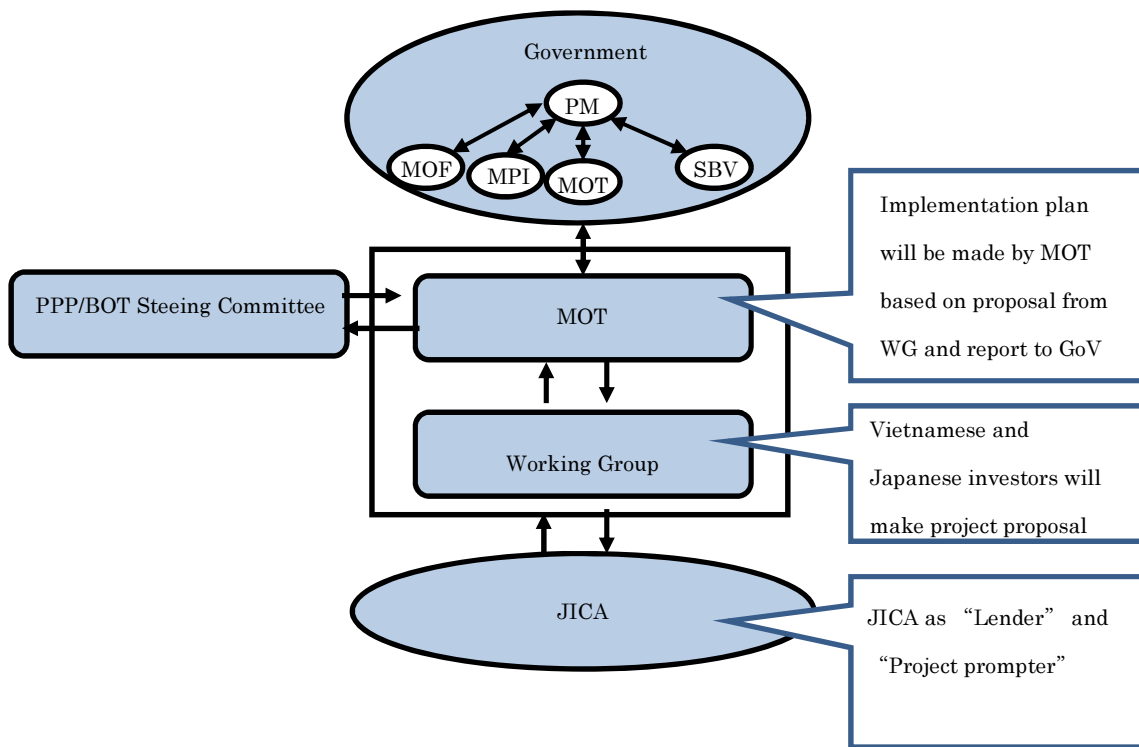 Government
PM
MOF
MPI
MOT
SBV
Implementation plan
will be made by MOT
based on proposal from
WG and report to GoV
PPP/BOT Steeing Committee
MOT
Working Group
Vietnamese and
Japanese investors will
make project proposal
JICA
JICA as “Lender” and
“Project prompter”